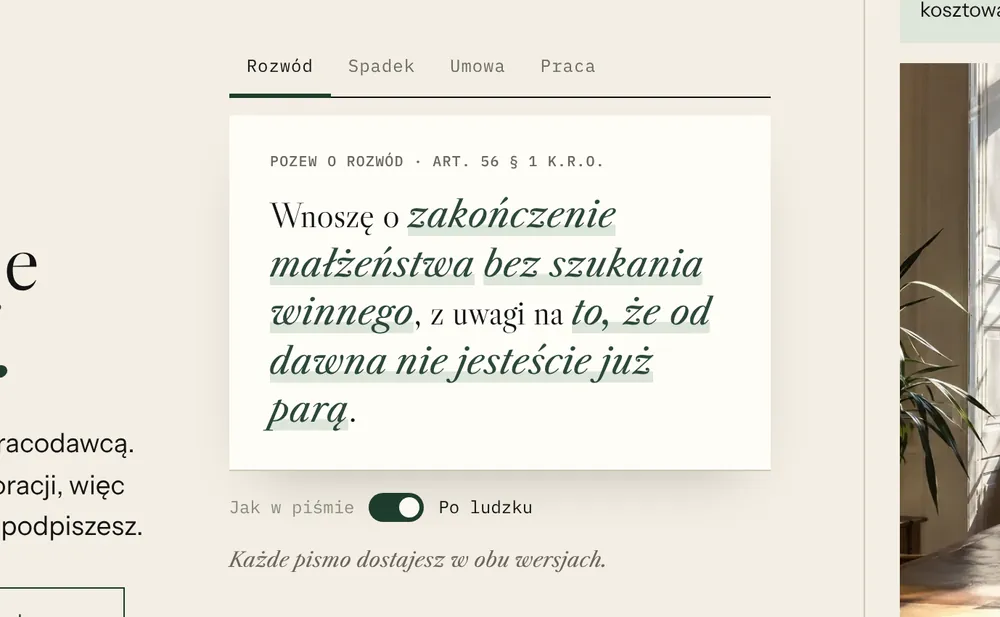 kosztowa
Rozwód Spadek Umowa Praca
POZEW O ROZWÓD · ART. 56 § 1 K.R.O.
Wnoszę o zakończenie
małżeństwa bez szukania
winnego, z uwagi na to, że od
dawna nie jesteście już
parą.
Jak w piśmie Po ludzku
Każde pismo dostajesz w obu wersjach.
racodawcą.
oracji, więc
podpiszesz.